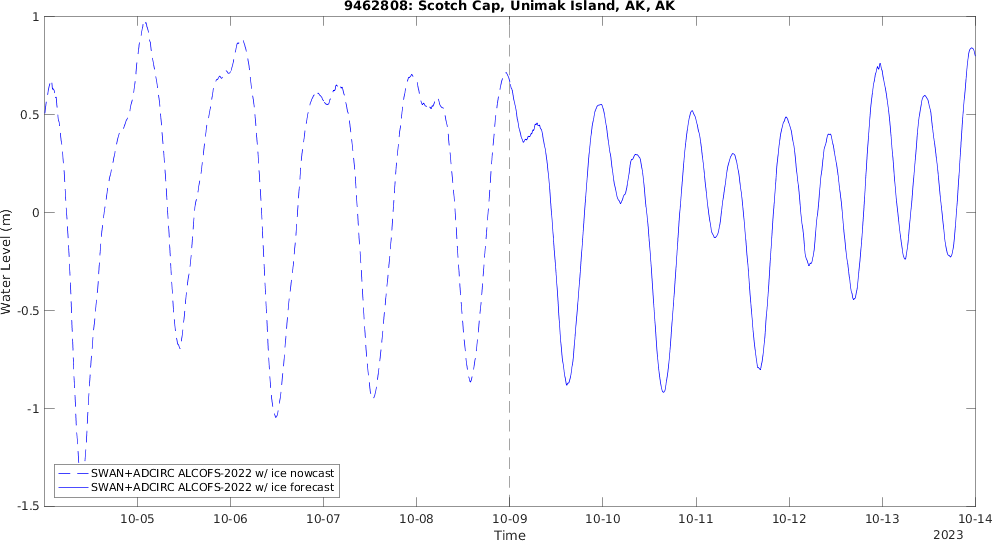 9462808: Scotch Cap, Unimak Island, AK, AK
Water Level (m)
1
0.5
0
-0.5
-1
-1.5
SWAN+ADCIRC ALCOFS-2022 w/ ice nowcast
SWAN+ADCIRC ALCOFS-2022 w/ ice forecast
10-05 10-06 10-07 10-08 10-09 10-10 10-11 10-12 10-13 10-14
Time
2023